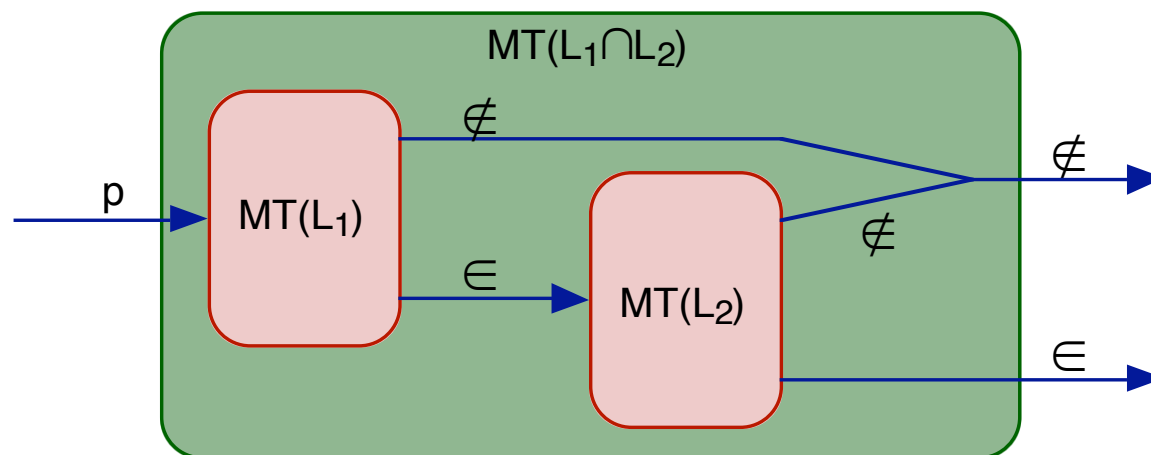 MT(L₁∩L₂)
∉
∉
p
MT(L₁)
∉
∈
MT(L₂)
∈